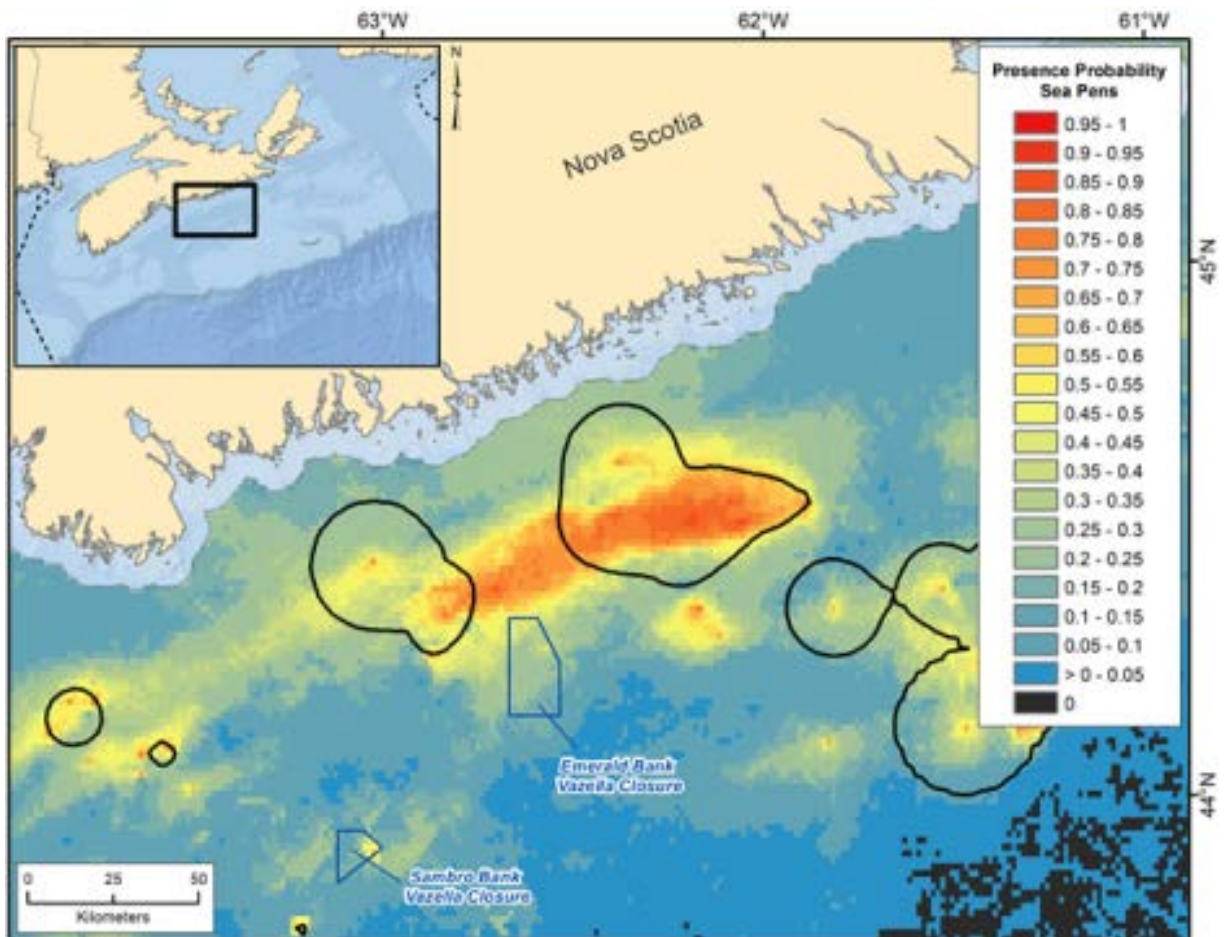 63°W
62°W
61°W
N
Nova Scotia
Presence Probability
Sea Pens
0.95 - 1
0.9 - 0.95
0.85 - 0.9
0.8 - 0.85
0.75 - 0.8
0.7 - 0.75
0.65 - 0.7
0.6 - 0.65
0.55 - 0.6
0.5 - 0.55
0.45 - 0.5
0.4 - 0.45
0.35 - 0.4
0.3 - 0.35
0.25 - 0.3
0.2 - 0.25
0.15 - 0.2
0.1 - 0.15
0.05 - 0.1
> 0 - 0.05
0
45°N
44°N
Emerald Bank
Vazella Closure
Sambro Bank
Vazella Closure
0 25 50
Kilometers